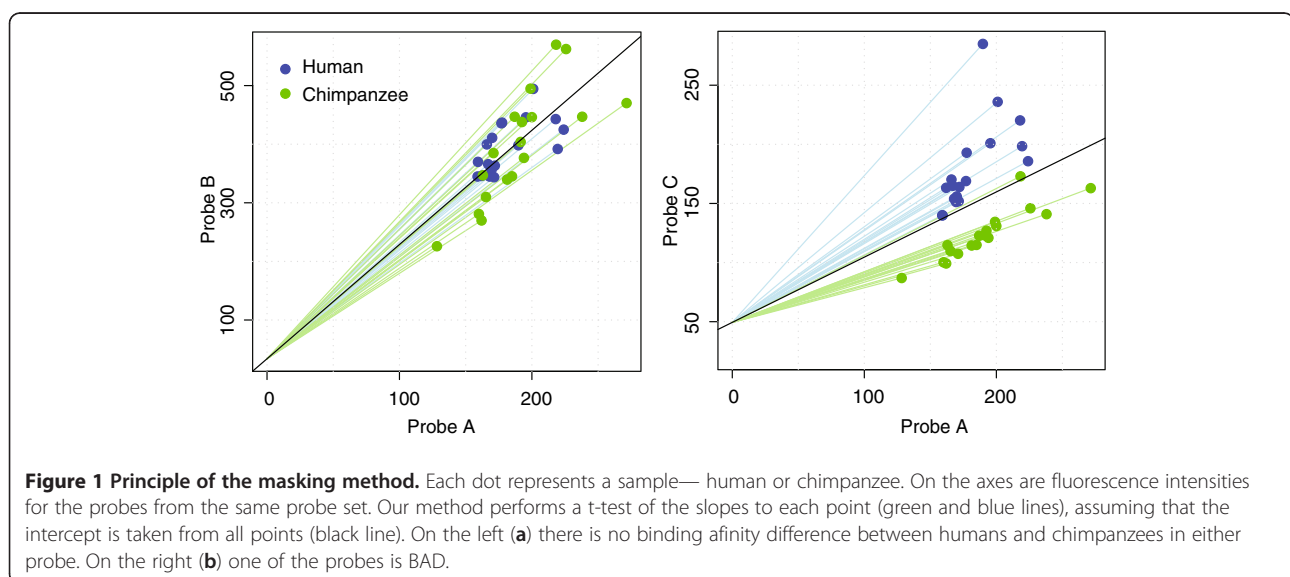 Human
Chimpanzee
500
300
100
Probe B
0
100
200
Probe A
250
150
50
Probe C
0
100
200
Probe A
Figure 1 Principle of the masking method. Each dot represents a sample— human or chimpanzee. On the axes are fluorescence intensities
for the probes from the same probe set. Our method performs a t-test of the slopes to each point (green and blue lines), assuming that the
intercept is taken from all points (black line). On the left (a) there is no binding afinity difference between humans and chimpanzees in either
probe. On the right (b) one of the probes is BAD.